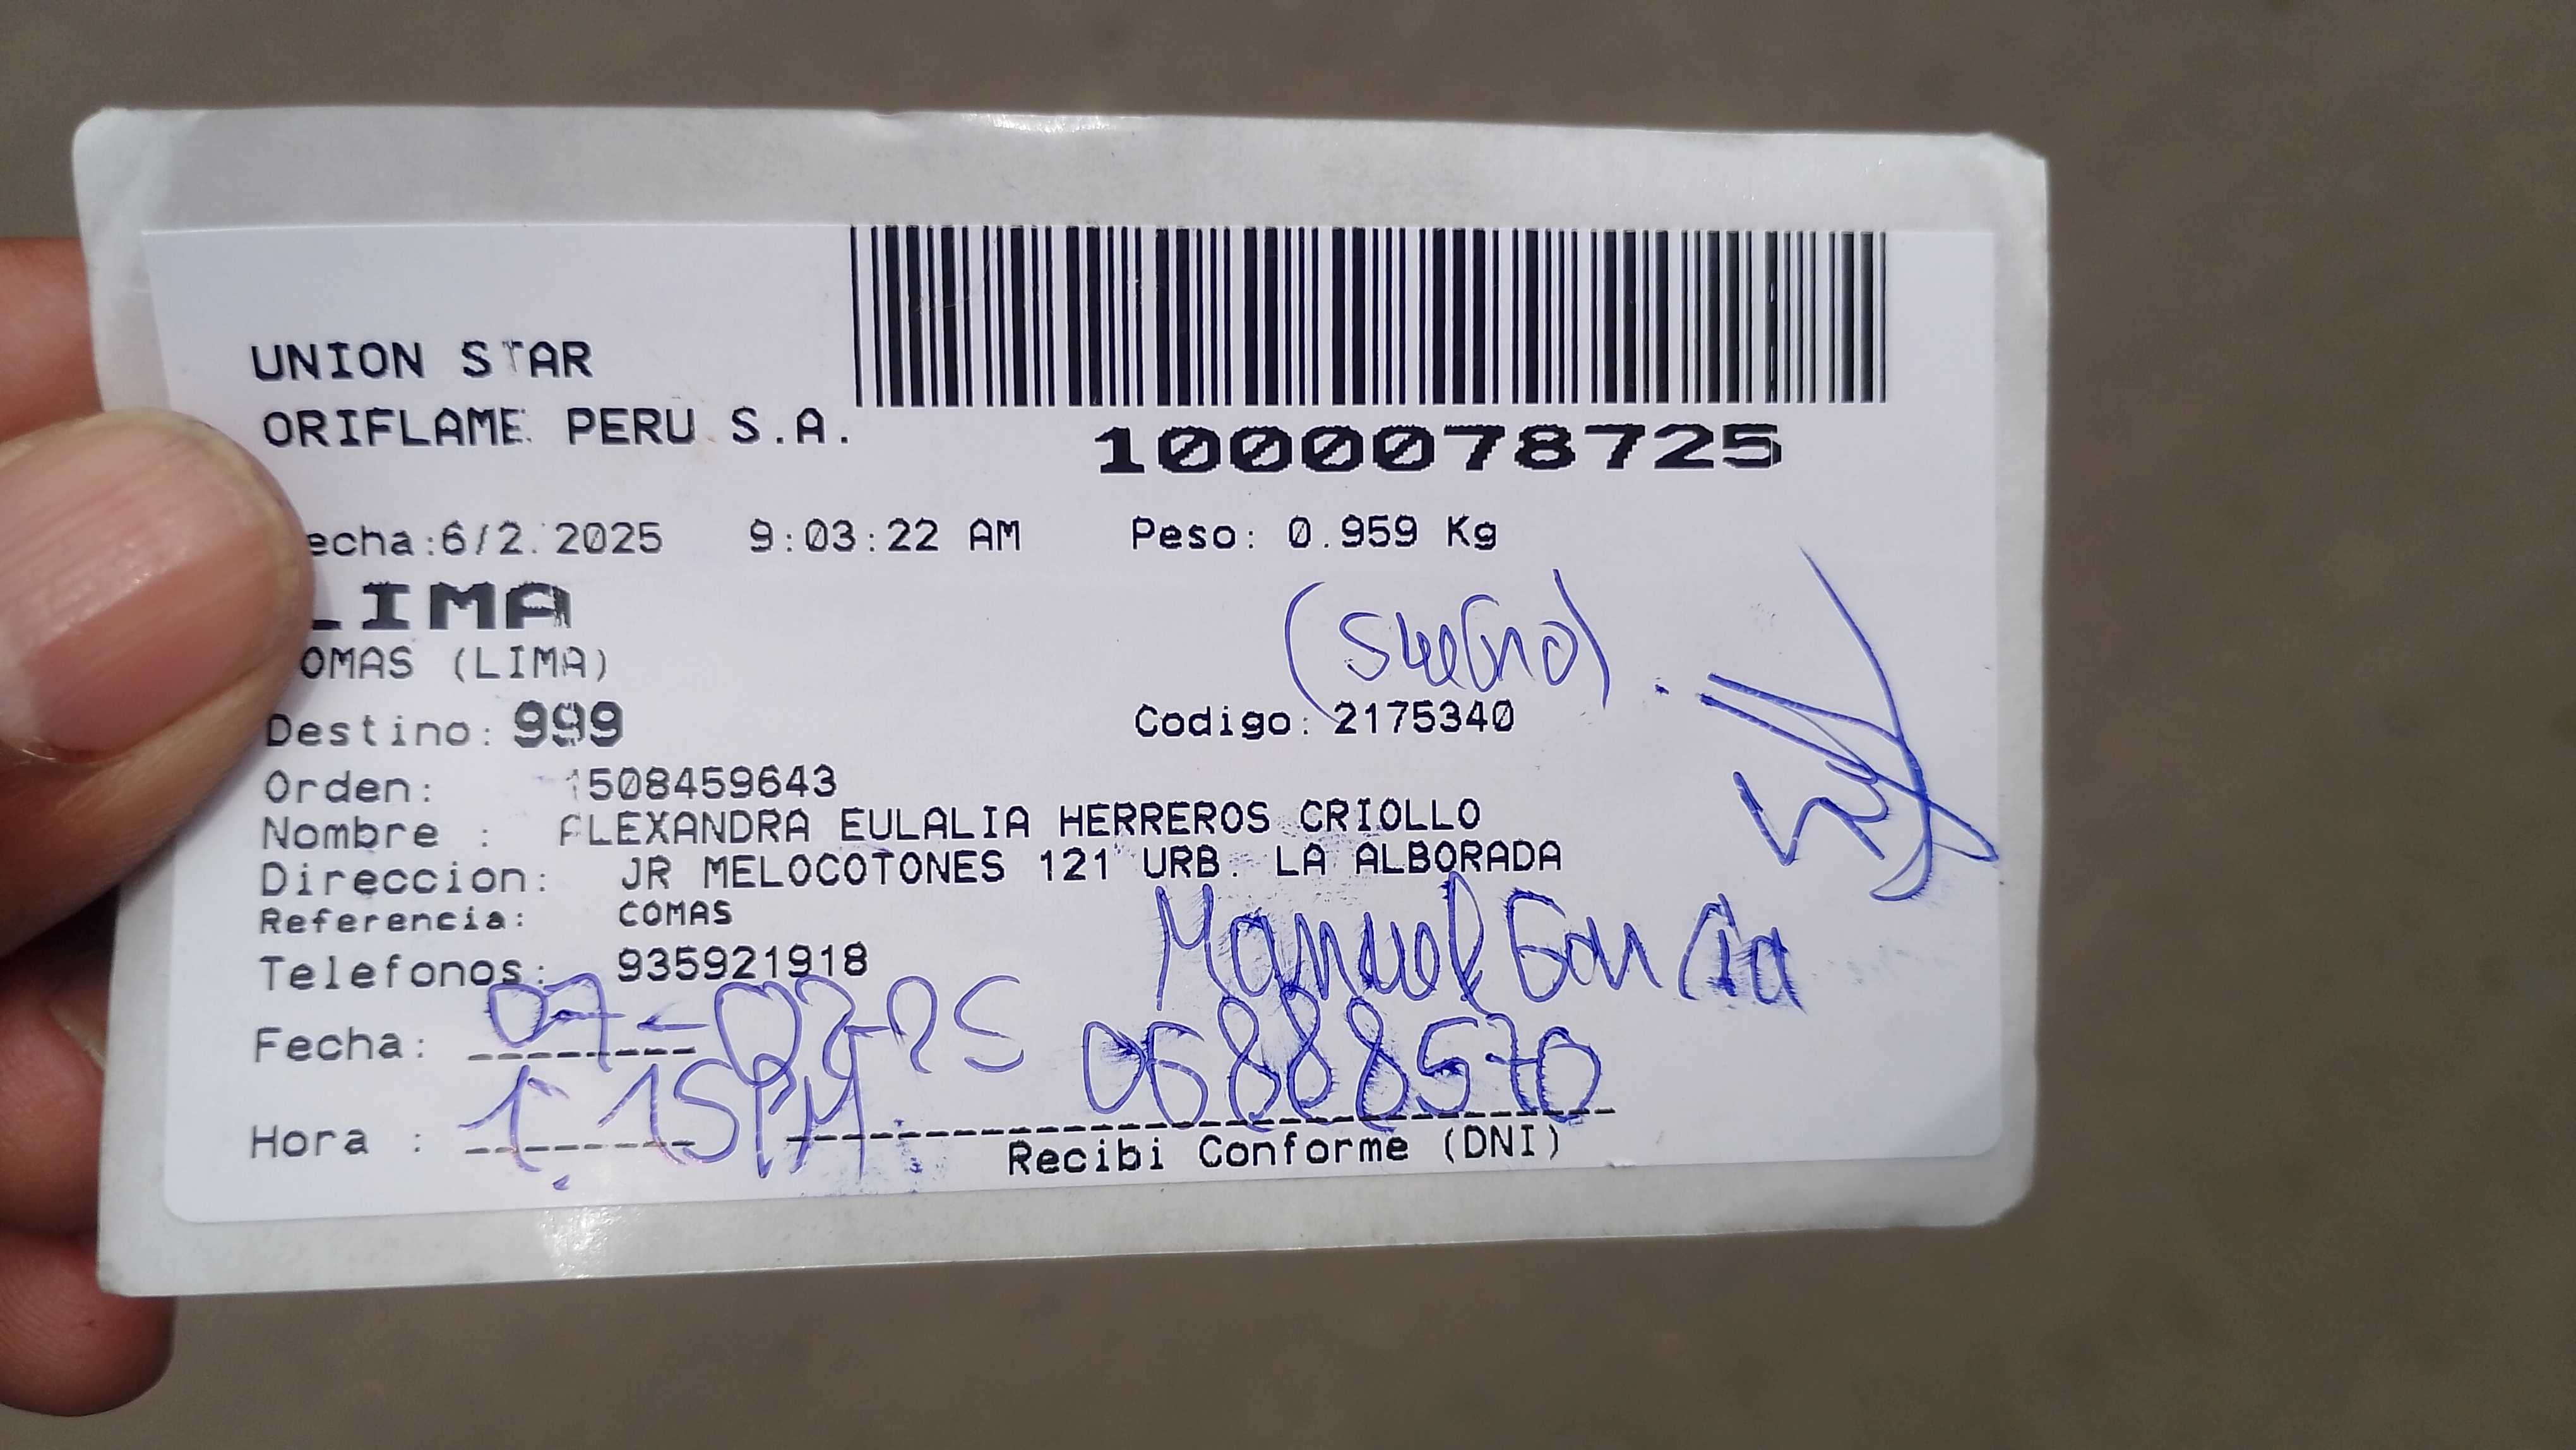 UNION STAR
ORIFLAME PERU S.A.
1000078725
echa:6/2. 2025 9:03:22 AM Peso: 0.959 Kg
LIMA
OMAS (LIMA)
(suegro).
Destino: 999 Codigo: 2175340
Orden: 1508459643
Nombre : ALEXANDRA EULALIA HERREROS CRIOLLO
Direccion: JR MELOCOTONES 121 URB. LA ALBORADA
Referencia: COMAS
Manuel Garcia
Telefonos: 935921918
Fecha: 07-02-25 06888570
Hora : 1:15PM.
Recibi Conforme (DNI)